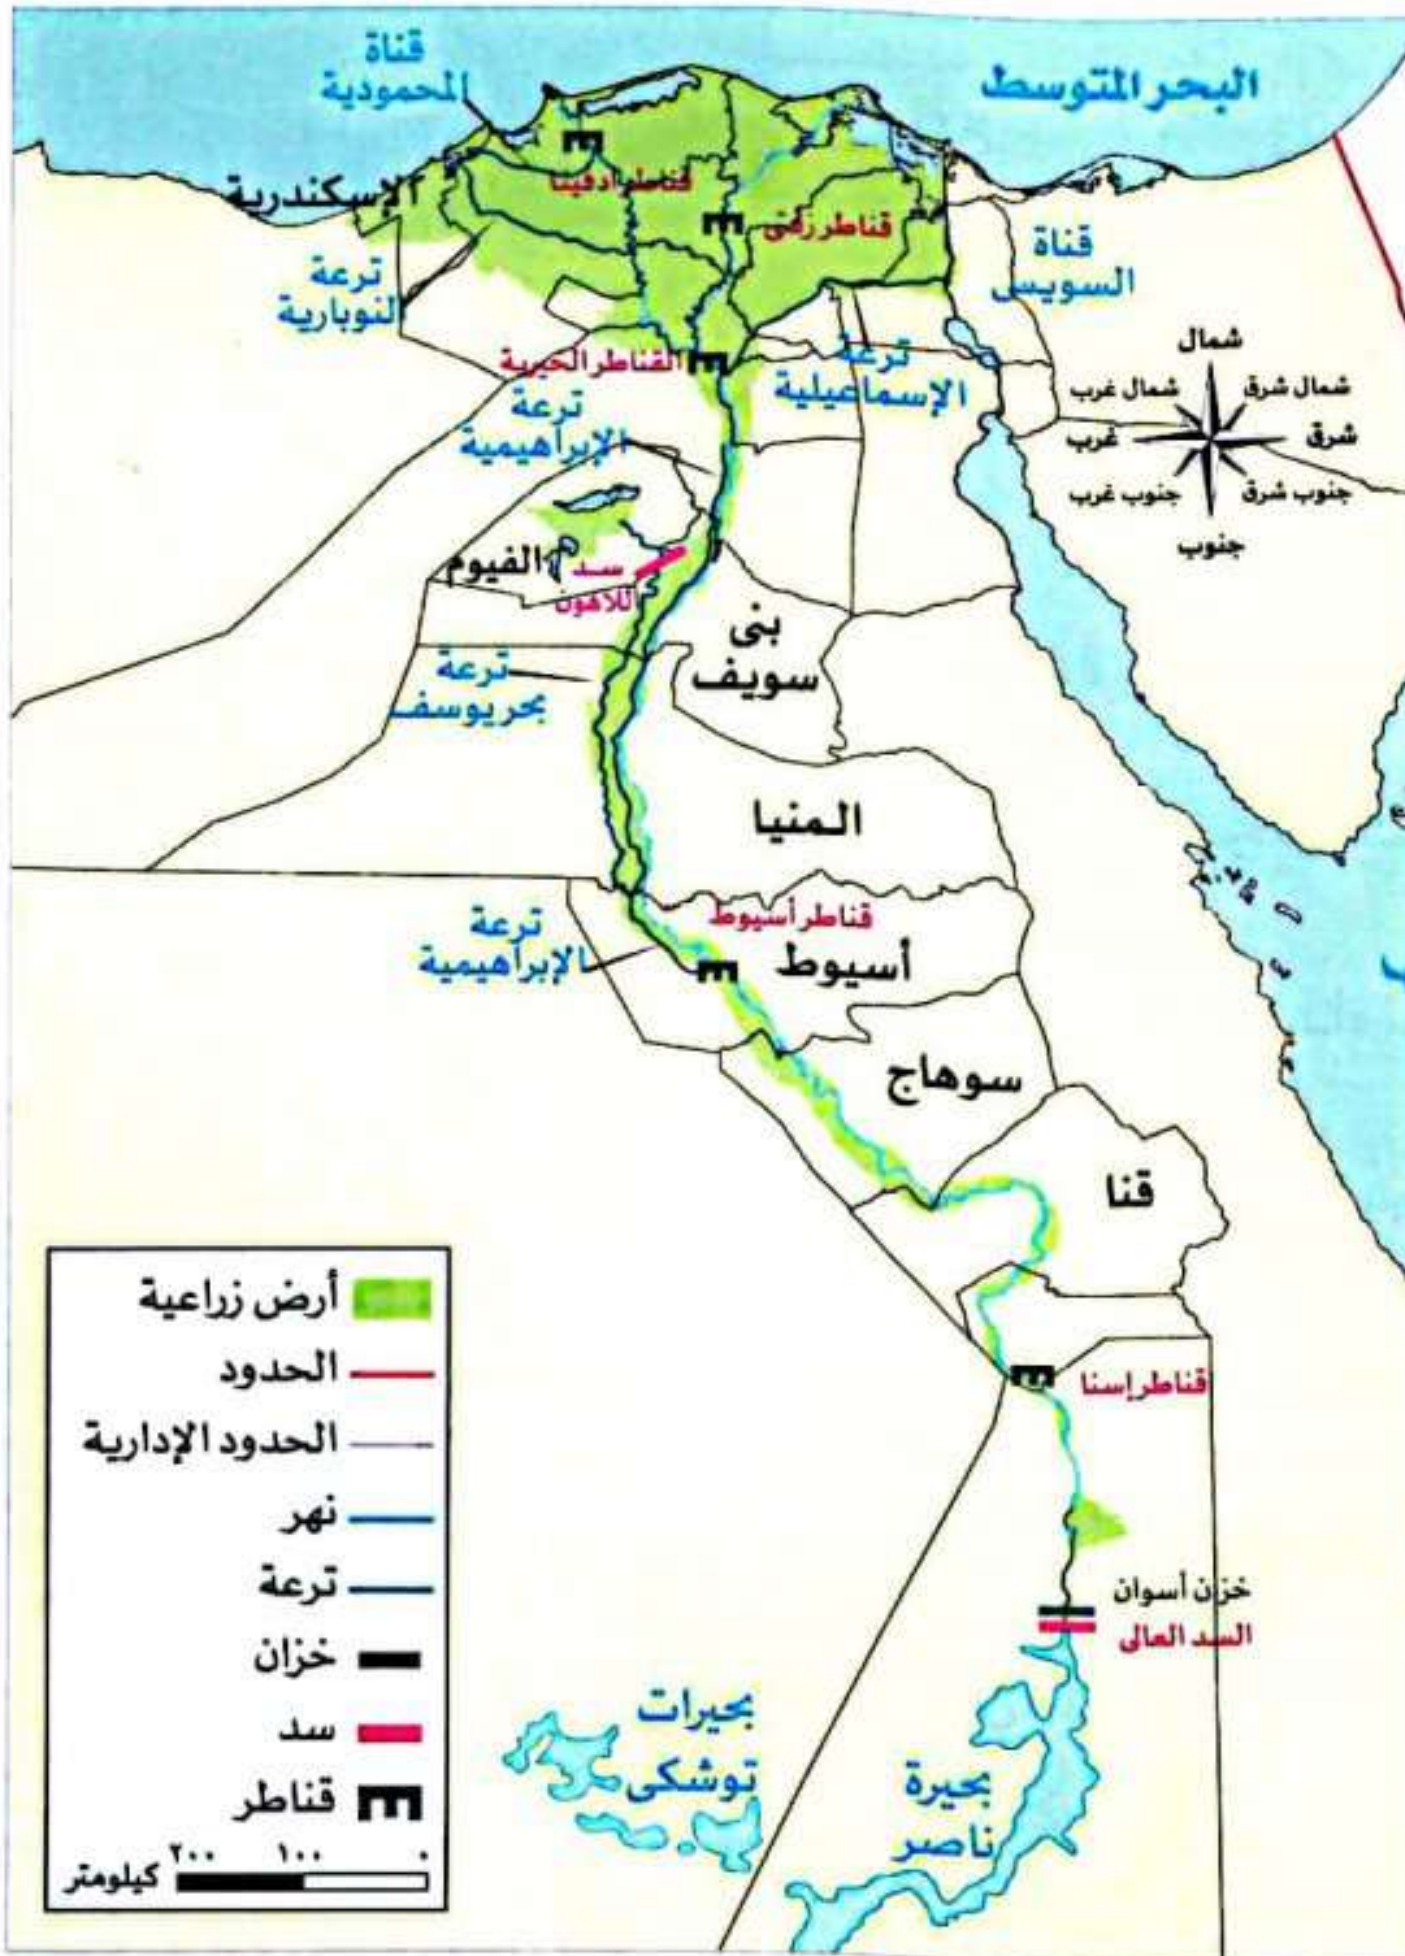 قناة
المحمودية
البحر المتوسط
قناطر ادفينا
الإسكندرية
قناطر زفتى
قناة
السويس
ترعة
النوبارية
شمال
القناطر الخيرية
ترعة
الإسماعيلية
شمال غرب
شمال شرق
ترعة
الإبراهيمية
غرب
شرق
جنوب غرب
جنوب شرق
جنوب
الفيوم
سد
اللاهون
بنى
سويف
ترعة
بحر يوسف
المنيا
قناطر أسيوط
ترعة
الإبراهيمية
أسيوط
سوهاج
قنا
قناطر إسنا
خزان أسوان
السد العالى
بحيرات
توشكى
بحيرة
ناصر
أرض زراعية
الحدود
الحدود الإدارية
نهر
ترعة
خزان
سد
قناطر
٢٠٠ ١٠٠ ٠
كيلومتر